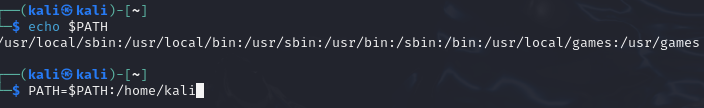 ┌──(kali㉿kali)-[~]
└─$ echo $PATH
/usr/local/sbin:/usr/local/bin:/usr/sbin:/usr/bin:/sbin:/bin:/usr/local/games:/usr/games
┌──(kali㉿kali)-[~]
└─$ PATH=$PATH:/home/kali